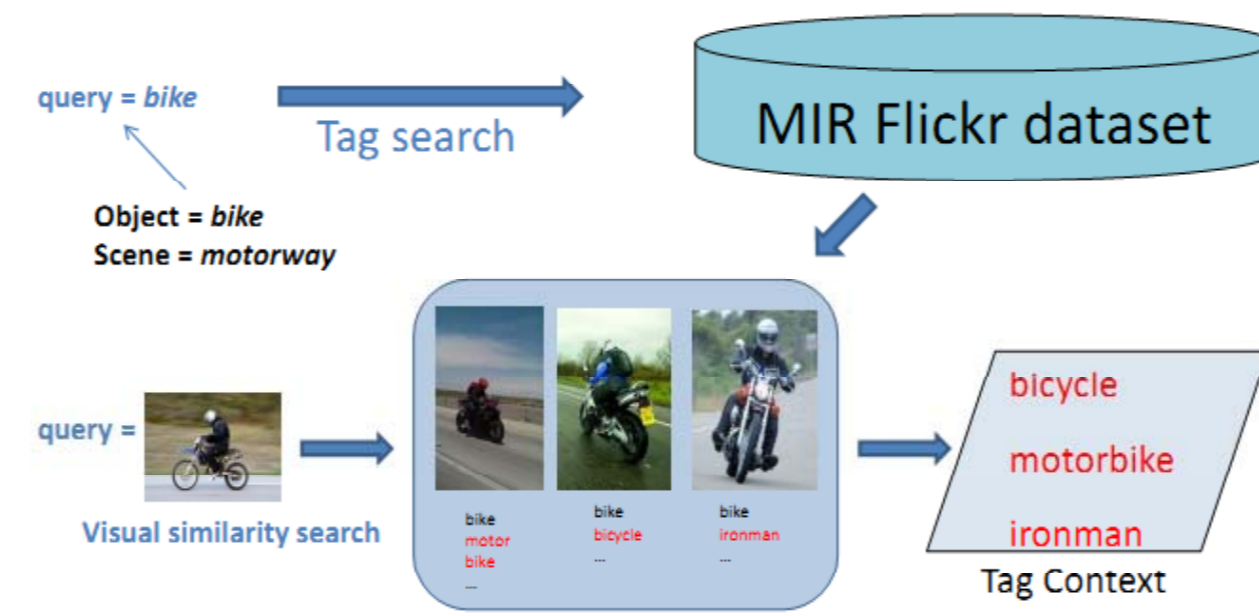 query = bike
Tag search
MIR Flickr dataset
Object = bike
Scene = motorway
query =
Visual similarity search
bike
motor
bike
...
bike
bicycle
...
bike
ironman
...
bicycle
motorbike
ironman
Tag Context